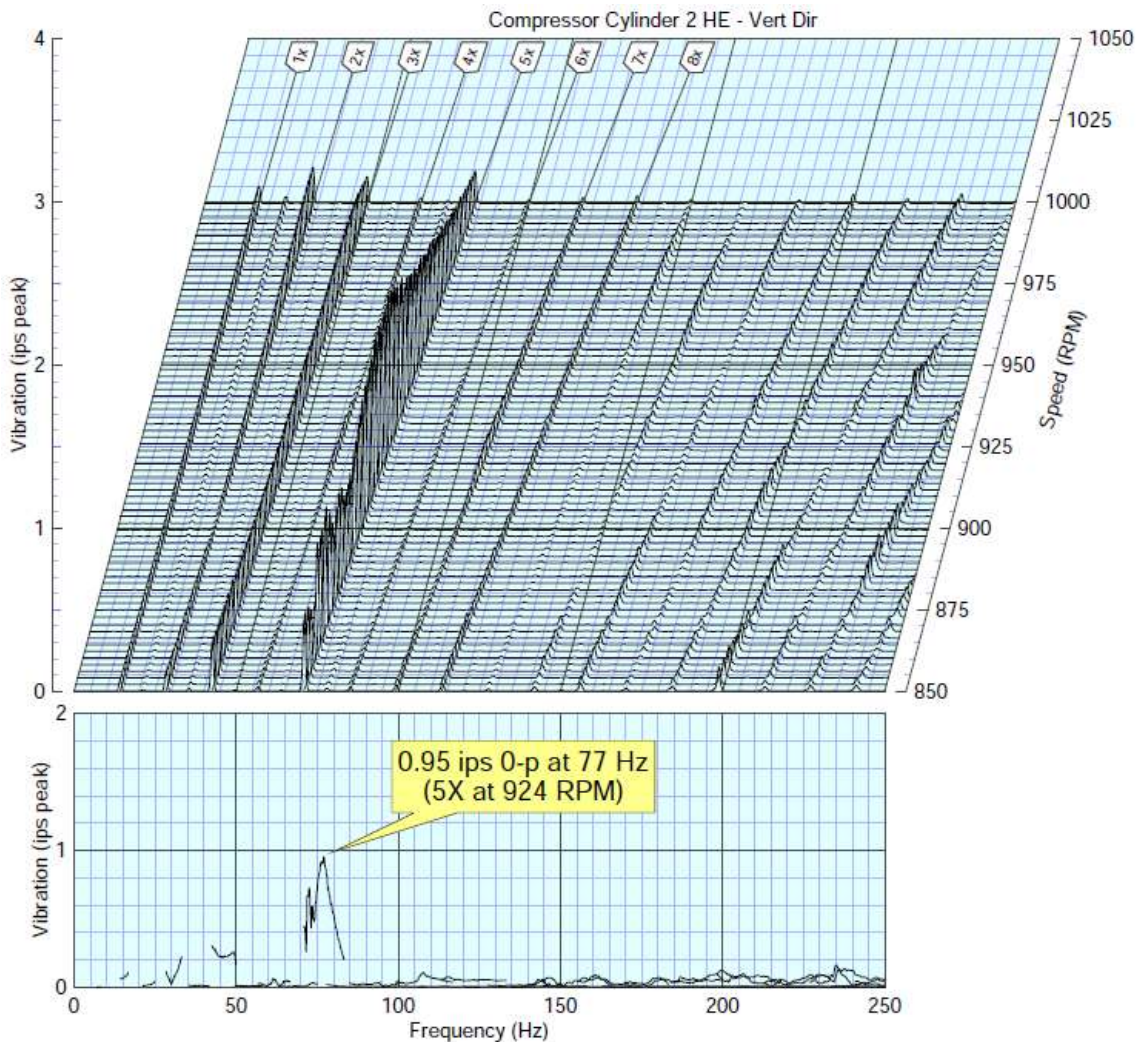 Compressor Cylinder 2 HE - Vert Dir
4
3
2
1
0
Vibration (ips peak)
1x
2x
3x
4x
5x
6x
7x
8x
1050
1025
1000
975
950
925
900
875
850
Speed (RPM)
2
1
0
Vibration (ips peak)
0.95 ips 0-p at 77 Hz
(5X at 924 RPM)
0 50 100 150 200 250
Frequency (Hz)